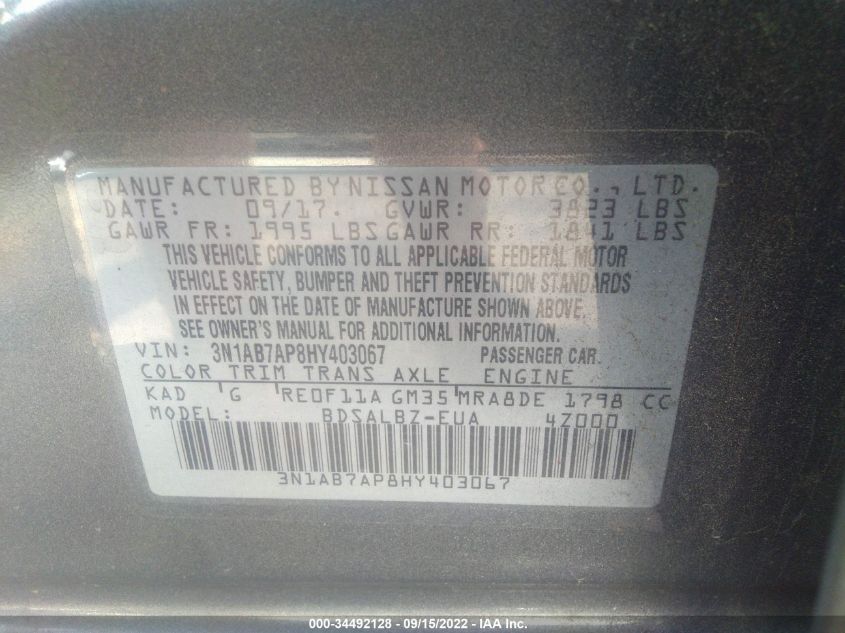 MANUFACTURED BY NISSAN MOTOR CO., LTD.
DATE: 09/17. GVWR: 3823 LBS
GAWR FR: 1995 LBS GAWR RR: 1841 LBS
THIS VEHICLE CONFORMS TO ALL APPLICABLE FEDERAL MOTOR
VEHICLE SAFETY, BUMPER AND THEFT PREVENTION STANDARDS
IN EFFECT ON THE DATE OF MANUFACTURE SHOWN ABOVE.
SEE OWNER'S MANUAL FOR ADDITIONAL INFORMATION.
VIN: 3N1AB7AP8HY403067 PASSENGER CAR.
COLOR TRIM TRANS AXLE ENGINE
KAD G RE0F11A GM35 MRA8DE 1798 CC
MODEL: BDSALBZ-EUA 4Z000
3N1AB7AP8HY403067
000-34492128 - 09/15/2022 - IAA Inc.